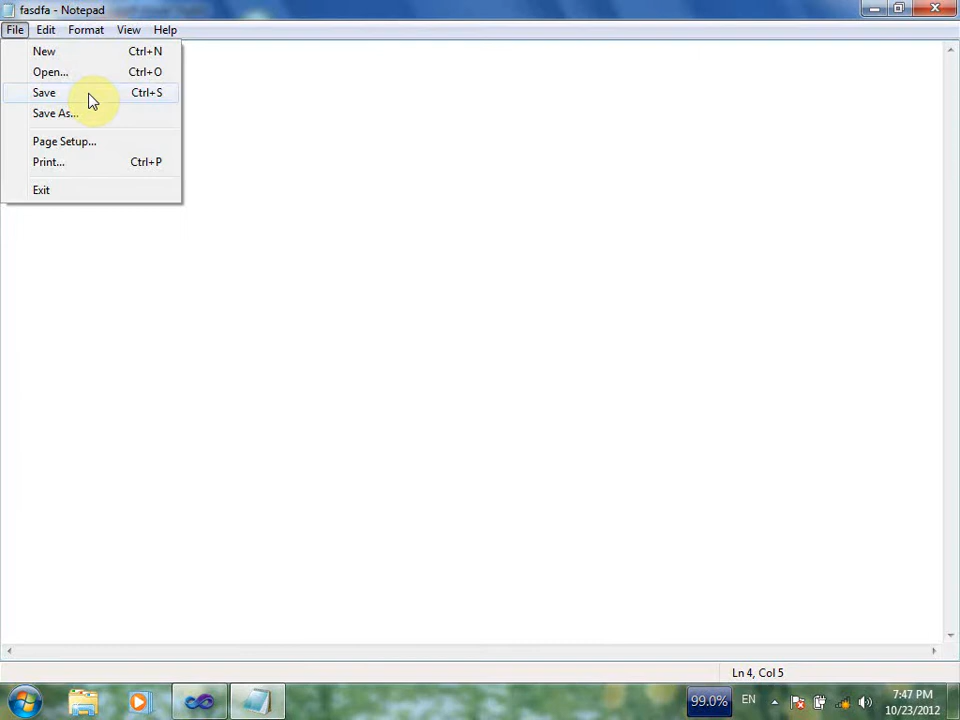 fasdfa - Notepad
File Edit Format View Help
New Ctrl+N
Open... Ctrl+O
Save Ctrl+S
Save As...
Page Setup...
Print... Ctrl+P
Exit
Ln 4, Col 5
99.0% EN 7:47 PM
10/23/2012